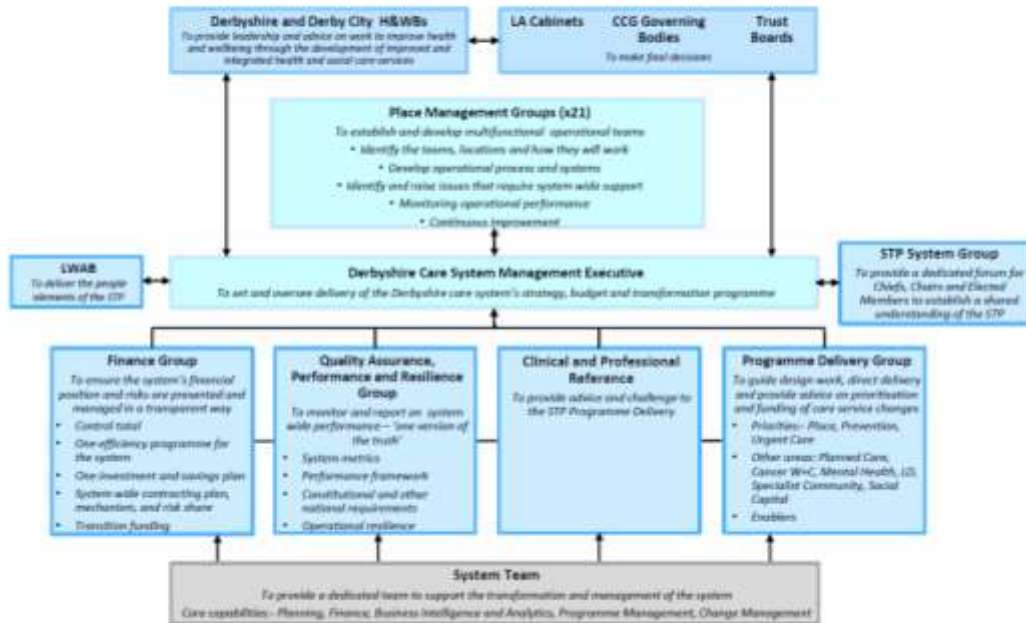 Derbyshire and Derby City H&WBs
To provide leadership and advice on work to improve health
and wellbeing through the development of improved and
integrated health and social care services
LA Cabinets
CCG Governing
Bodies
Trust
Boards
To make final decisions
Place Management Groups (x21)
To establish and develop multifunctional operational teams
• Identify the teams, locations and how they will work
• Develop operational process and systems
• Identify and raise issues that require system wide support
• Monitoring operational performance
• Continuous improvement
LWAB
To deliver the people
elements of the STP
Derbyshire Care System Management Executive
To set and oversee delivery of the Derbyshire care system's strategy, budget and transformation programme
STP System Group
To provide a dedicated forum for
Chiefs, Chairs and Elected
Members to establish a shared
understanding of the STP
Finance Group
To ensure the system's financial
position and risks are presented and
managed in a transparent way
• Control total
• One efficiency programme for
the system
• One investment and savings plan
• System wide contracting plan,
mechanism, and risk share
• Transition funding
Quality Assurance,
Performance and Resilience
Group
To monitor and report on system
wide performance – 'one version of
the truth'
• System metrics
• Performance framework
• Constitutional and other
national requirements
• Operational resilience
Clinical and Professional
Reference
To provide advice and challenge to
the STP Programme Delivery
Programme Delivery Group
To guide design work, direct delivery
and provide advice on prioritisation
and funding of care service changes
• Priorities:- Place, Prevention,
Urgent Care
• Other areas: Planned Care,
Cancer W+C, Mental Health, LD,
Specialist Community, Social
Capital
• Enablers
System Team
To provide a dedicated team to support the transformation and management of the system
Core capabilities:- Planning, Finance, Business Intelligence and Analytics, Programme Management, Change Management